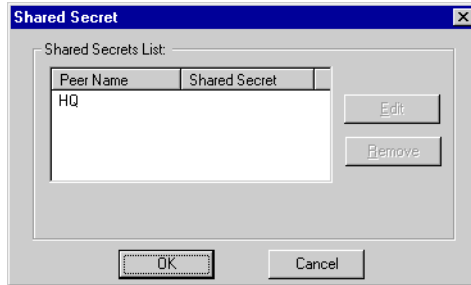 Shared Secret
Shared Secrets List:
Peer Name Shared Secret
HQ
Edit
Remove
OK Cancel